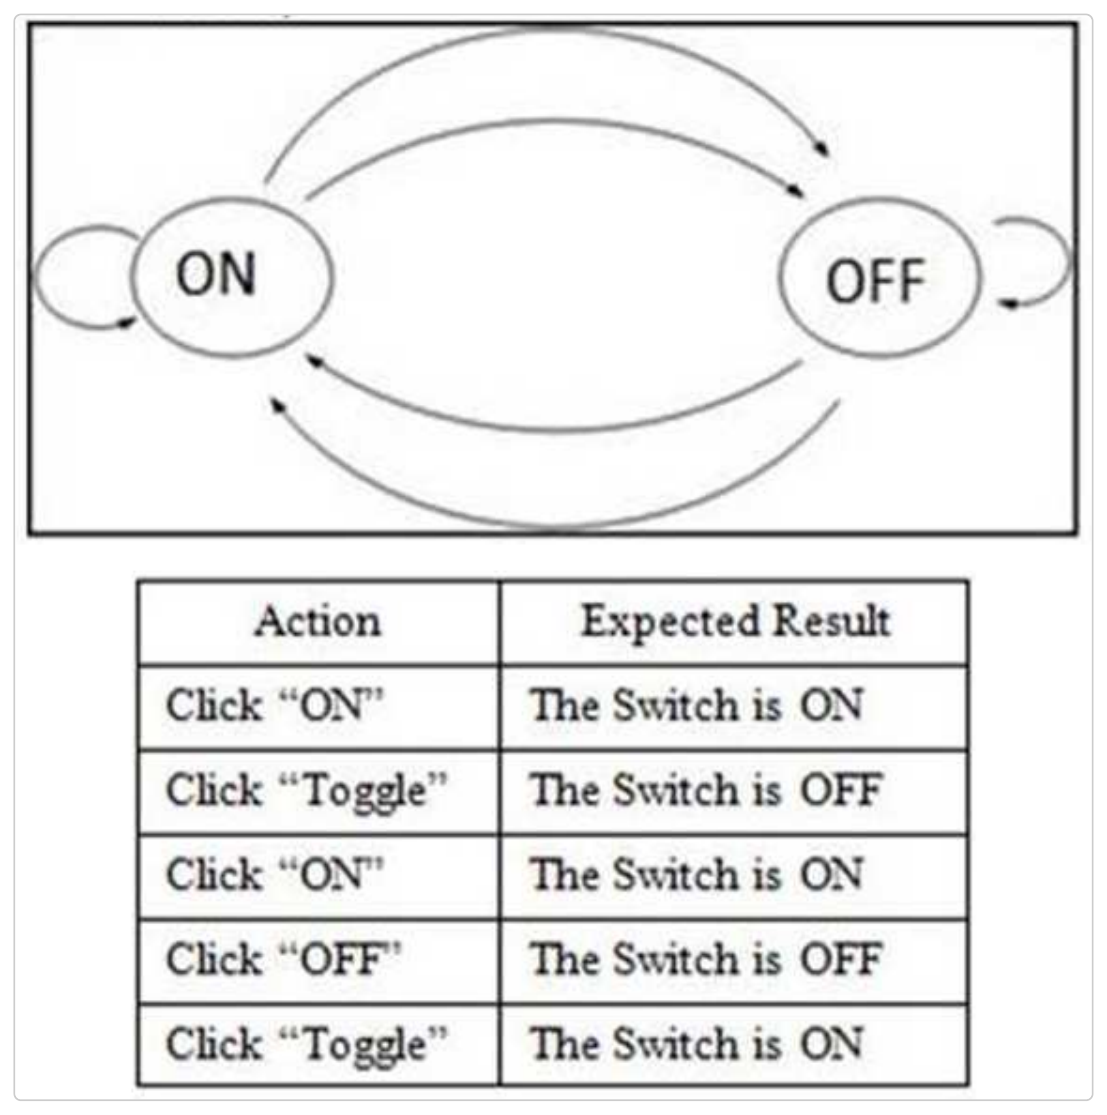 ON
OFF
Action Expected Result
Click “ON” The Switch is ON
Click “Toggle” The Switch is OFF
Click “ON” The Switch is ON
Click “OFF” The Switch is OFF
Click “Toggle” The Switch is ON